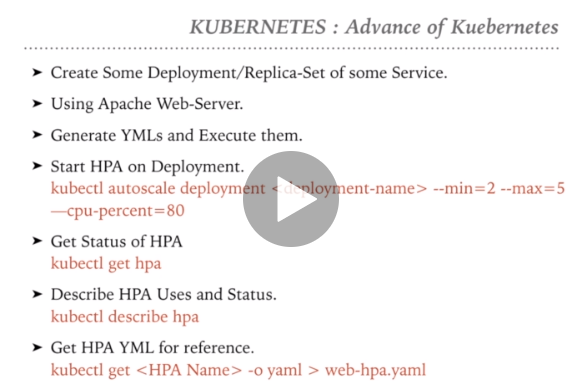 KUBERNETES : Advance of Kuebernetes
➤ Create Some Deployment/Replica-Set of some Service.
➤ Using Apache Web-Server.
➤ Generate YMLs and Execute them.
➤ Start HPA on Deployment.
kubectl autoscale deployment <deployment-name> --min=2 --max=5
—cpu-percent=80
➤ Get Status of HPA
kubectl get hpa
➤ Describe HPA Uses and Status.
kubectl describe hpa
➤ Get HPA YML for reference.
kubectl get <HPA Name> -o yaml > web-hpa.yaml